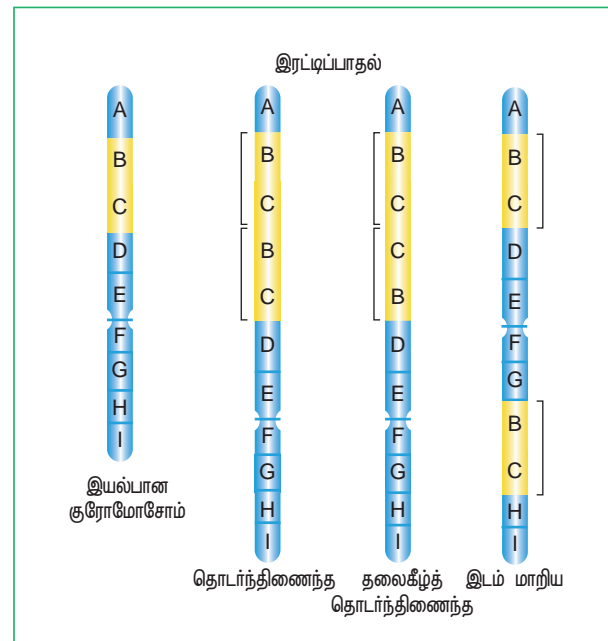 இரட்டிப்பாதல்
A
B
C
D
E
F
G
H
I
இயல்பான
குரோமோசோம்
A
B
C
B
C
D
E
F
G
H
I
தொடர்ந்திணைந்த
A
B
C
C
B
D
E
F
G
H
I
தலைகீழ்த்
தொடர்ந்திணைந்த
A
B
C
D
E
F
G
B
C
H
I
இடம் மாறிய